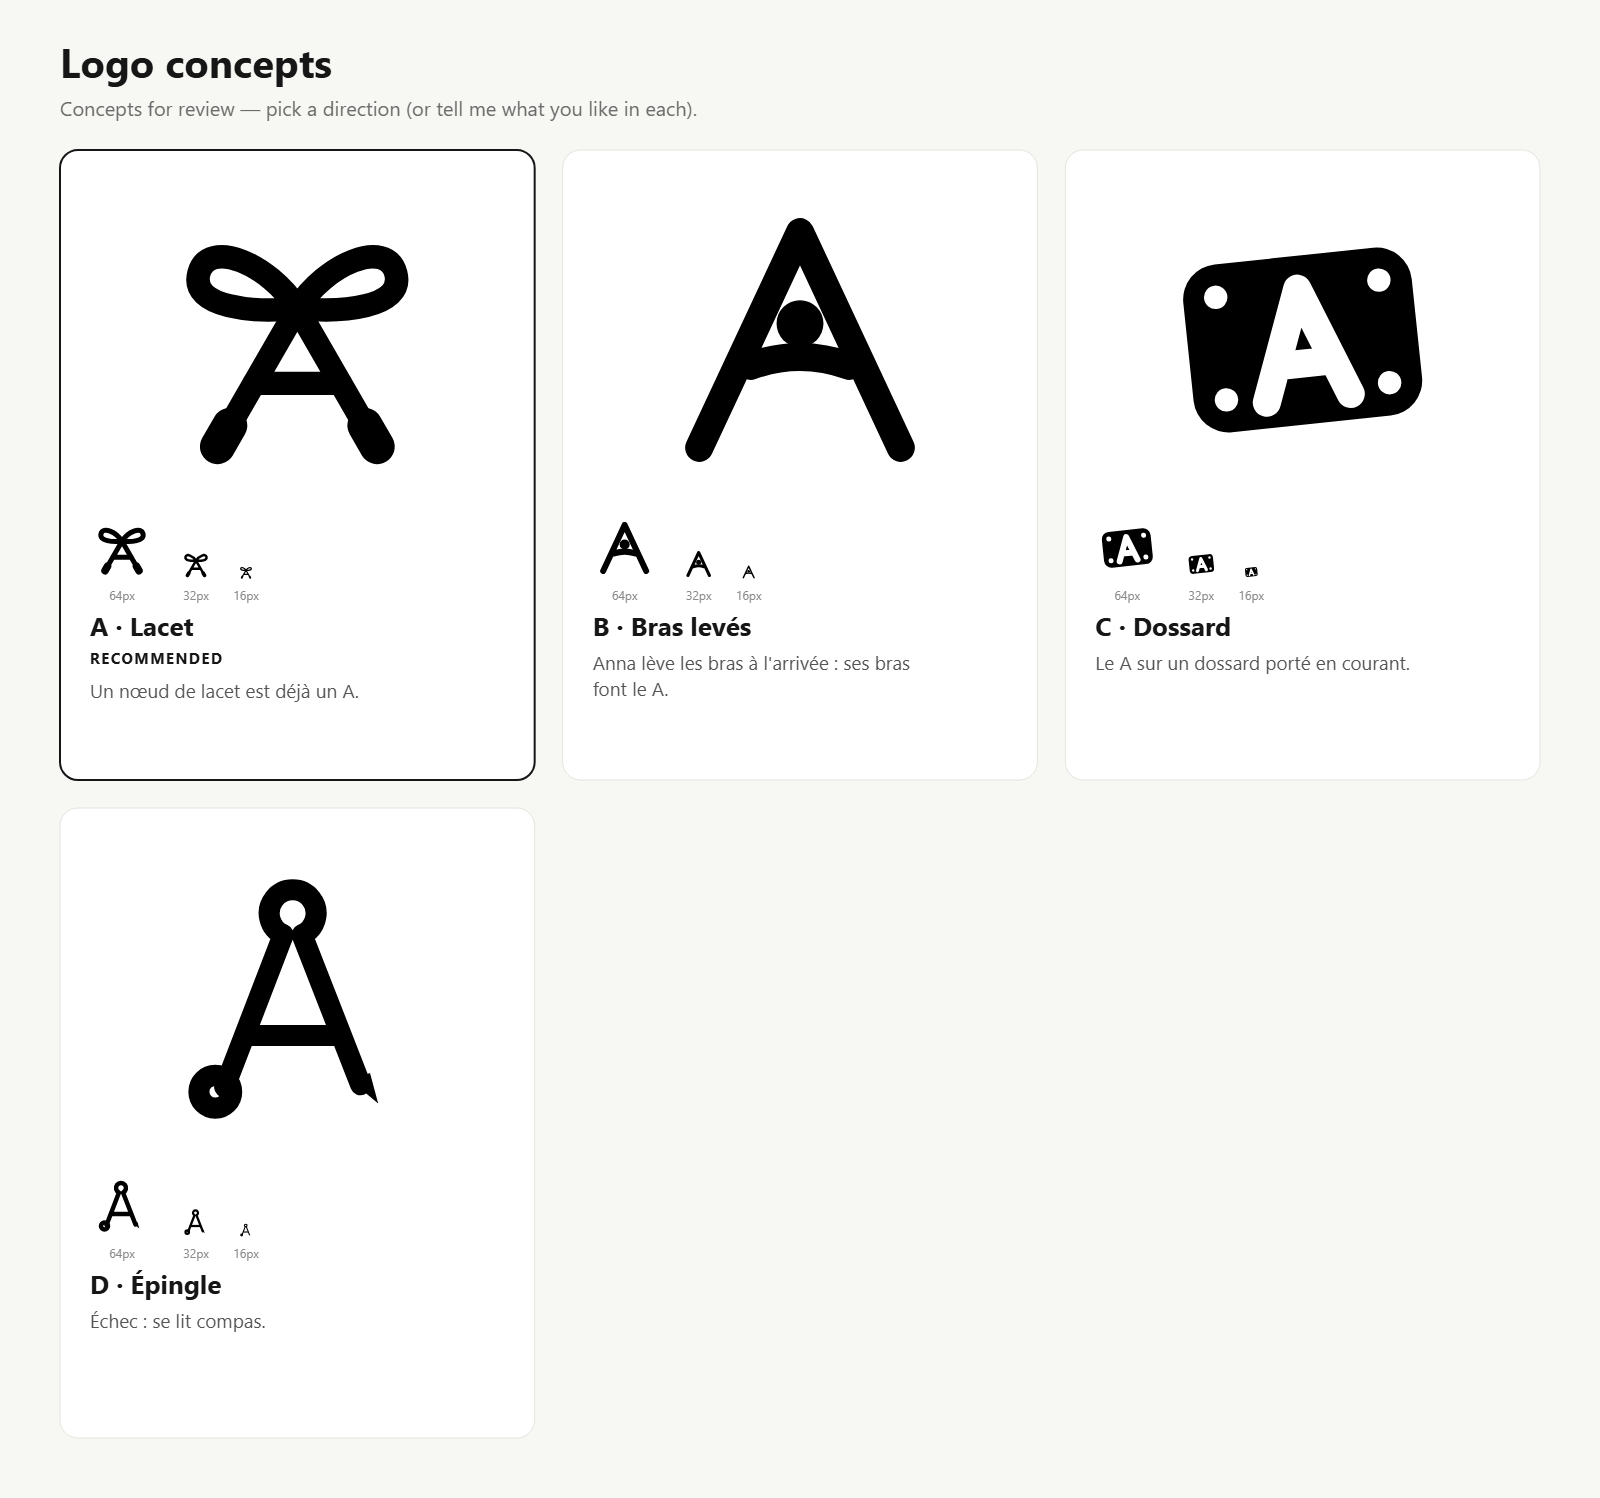 Logo concepts
Concepts for review — pick a direction (or tell me what you like in each).
64px 32px 16px
A · Lacet
RECOMMENDED
Un nœud de lacet est déjà un A.
64px 32px 16px
B · Bras levés
Anna lève les bras à l'arrivée : ses bras
font le A.
A
64px 32px 16px
C · Dossard
Le A sur un dossard porté en courant.
64px 32px 16px
D · Épingle
Échec : se lit compas.